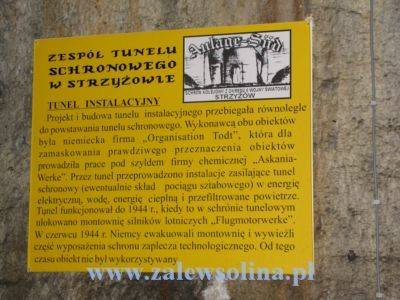 ZESPÓŁ TUNELU
SCHRONOWEGO
W STRZYŻOWIE
Anlage-Süd
SCHRON KOLEJOWY Z OKRESU II WOJNY ŚWIATOWEJ
STRZYŻÓW
TUNEL INSTALACYJNY
Projekt i budowa tunelu instalacyjnego przebiegała równolegle
do powstawania tunelu schronowego. Wykonawcą obu obiektów
była niemiecka firma „Organisation Todt”, która dla
zamaskowania prawdziwego przeznaczenia obiektów
prowadziła prace pod szyldem firmy chemicznej „Askania-
Werke”. Przez tunel przeprowadzono instalacje zasilające tunel
schronowy (ewentualnie skład pociągu sztabowego) w energię
elektryczną, wodę, energię cieplną i przefiltrowane powietrze.
Tunel funkcjonował do 1944 r., kiedy to w schronie tunelowym
ulokowano montownię silników lotniczych „Flugmotorwerke”.
W czerwcu 1944 r. Niemcy ewakuowali montownię i wywieźli
część wyposażenia schronu zaplecza technologicznego. Od tego
czasu obiekt nie był wykorzystywany
www.zalewsolina.pl